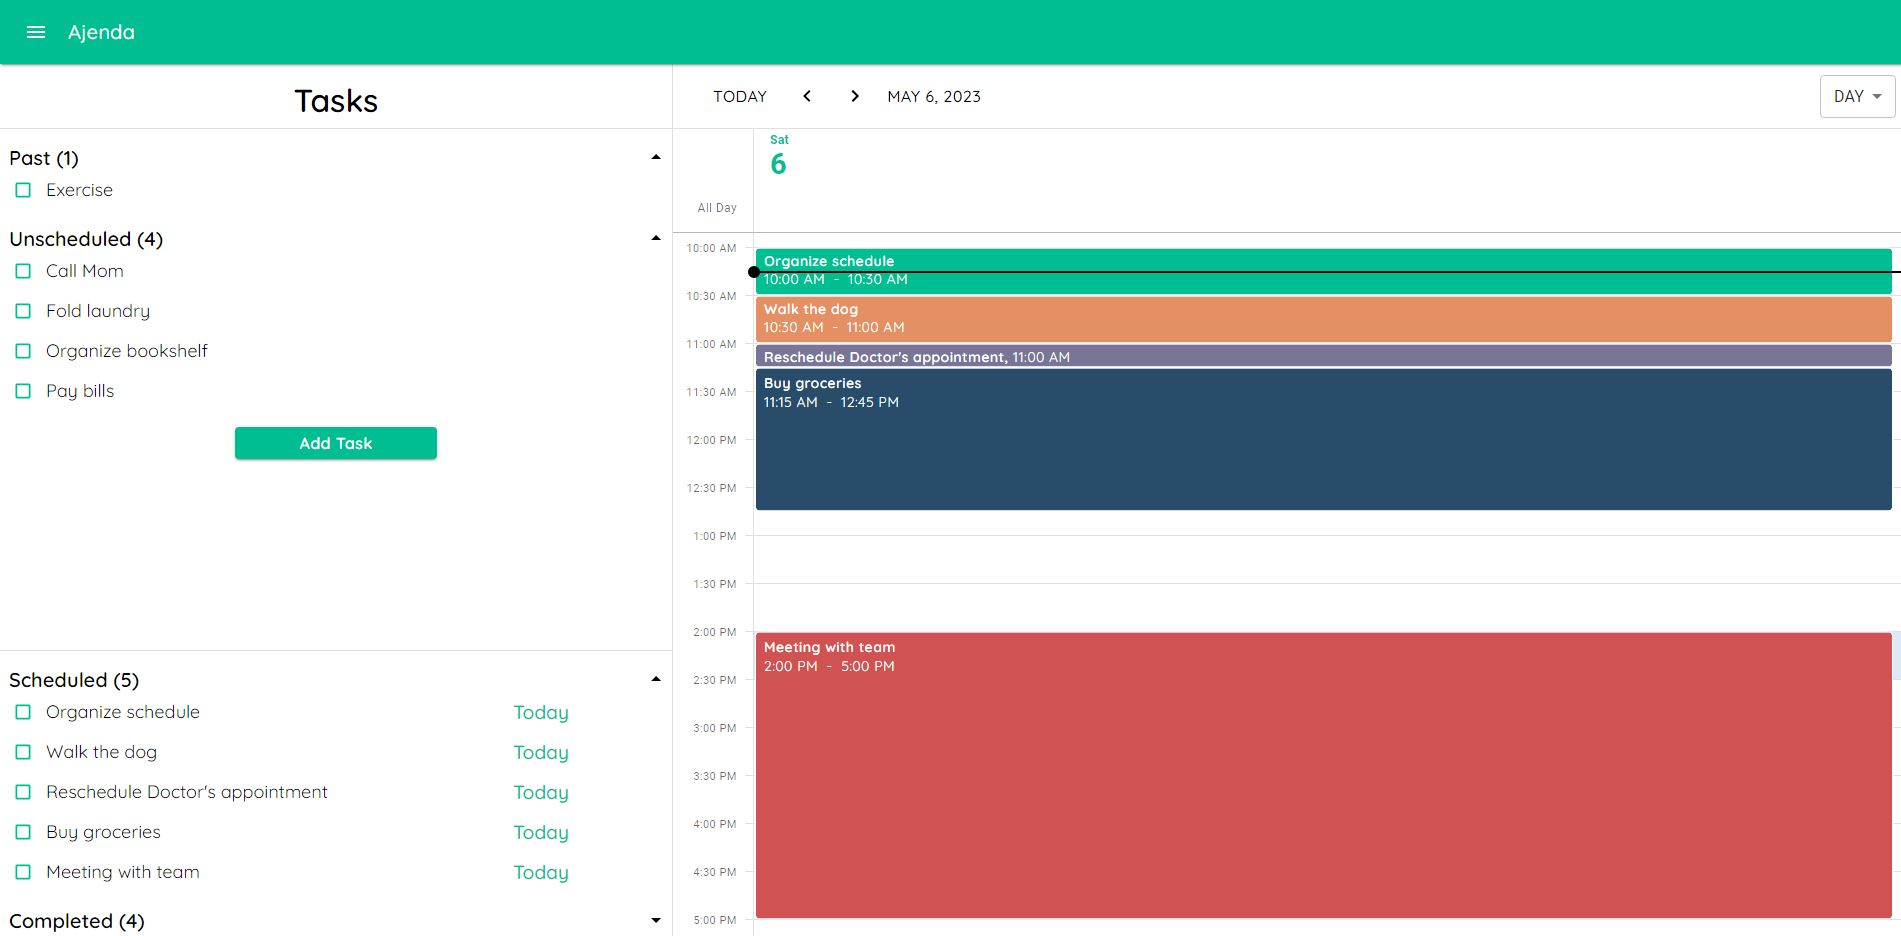 Ajenda
Tasks
Past (1)
Exercise
Unscheduled (4)
Call Mom
Fold laundry
Organize bookshelf
Pay bills
Add Task
Scheduled (5)
Organize schedule Today
Walk the dog Today
Reschedule Doctor's appointment Today
Buy groceries Today
Meeting with team Today
Completed (4)
TODAY MAY 6, 2023 DAY
Sat
6
All Day
10:00 AM
Organize schedule
10:00 AM - 10:30 AM
10:30 AM
Walk the dog
10:30 AM - 11:00 AM
11:00 AM
Reschedule Doctor's appointment, 11:00 AM
Buy groceries
11:30 AM
11:15 AM - 12:45 PM
12:00 PM
12:30 PM
1:00 PM
1:30 PM
2:00 PM
Meeting with team
2:00 PM - 5:00 PM
2:30 PM
3:00 PM
3:30 PM
4:00 PM
4:30 PM
5:00 PM